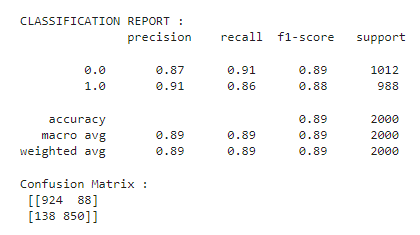 CLASSIFICATION REPORT :
precision recall f1-score support
0.0 0.87 0.91 0.89 1012
1.0 0.91 0.86 0.88 988
accuracy 0.89 2000
macro avg 0.89 0.89 0.89 2000
weighted avg 0.89 0.89 0.89 2000
Confusion Matrix :
[[924 88]
[138 850]]